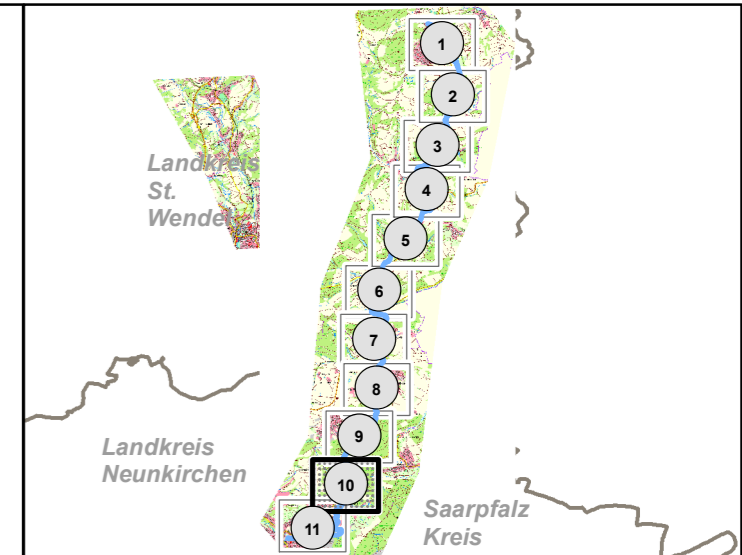 1
2
Landkreis
St.
Wendel
3
4
5
6
7
8
9
Landkreis
Neunkirchen
10
Saarpfalz
Kreis
11